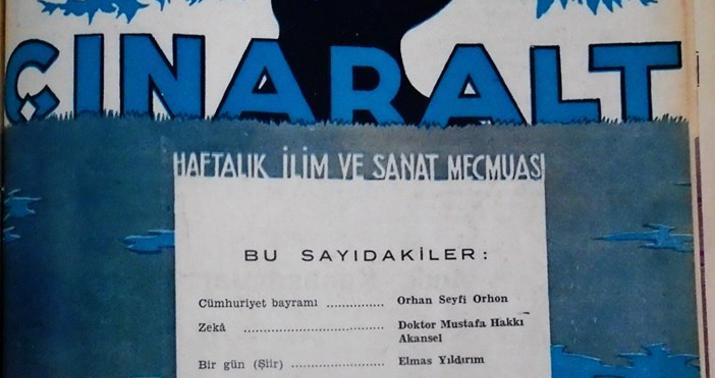 ÇINARALT
HAFTALIK İLİM VE SANAT MECMUASI
BU SAYIDAKİLER:
Cümhuriyet bayramı .............. Orhan Seyfi Orhon
Zekâ ................................. Doktor Mustafa Hakkı
Akansel
Bir gün (Şiir) ...................... Elmas Yıldırım